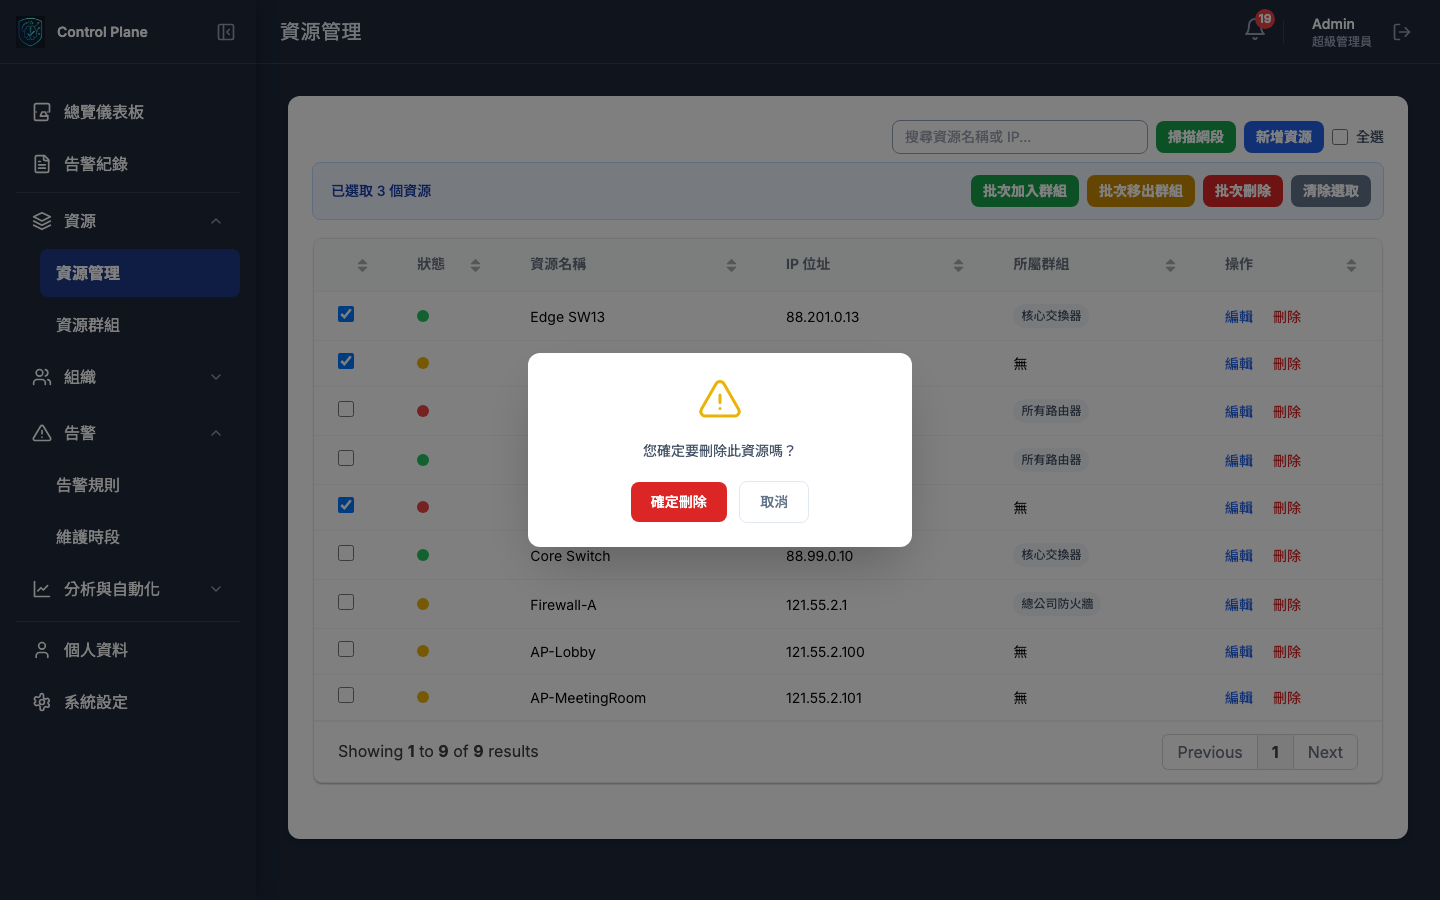 Control Plane
資源管理
19
Admin
超級管理員
總覽儀表板
告警紀錄
資源
資源管理
資源群組
組織
告警
告警規則
維護時段
分析與自動化
個人資料
系統設定
搜尋資源名稱或 IP...
掃描網段
新增資源
全選
已選取 3 個資源
批次加入群組
批次移出群組
批次刪除
清除選取
狀態 資源名稱 IP 位址 所屬群組 操作
Edge SW13 88.201.0.13 核心交換器 編輯 刪除
無 編輯 刪除
所有路由器 編輯 刪除
所有路由器 編輯 刪除
無 編輯 刪除
Core Switch 88.99.0.10 核心交換器 編輯 刪除
Firewall-A 121.55.2.1 總公司防火牆 編輯 刪除
AP-Lobby 121.55.2.100 無 編輯 刪除
AP-MeetingRoom 121.55.2.101 無 編輯 刪除
Showing 1 to 9 of 9 results
Previous 1 Next
您確定要刪除此資源嗎？
確定刪除
取消